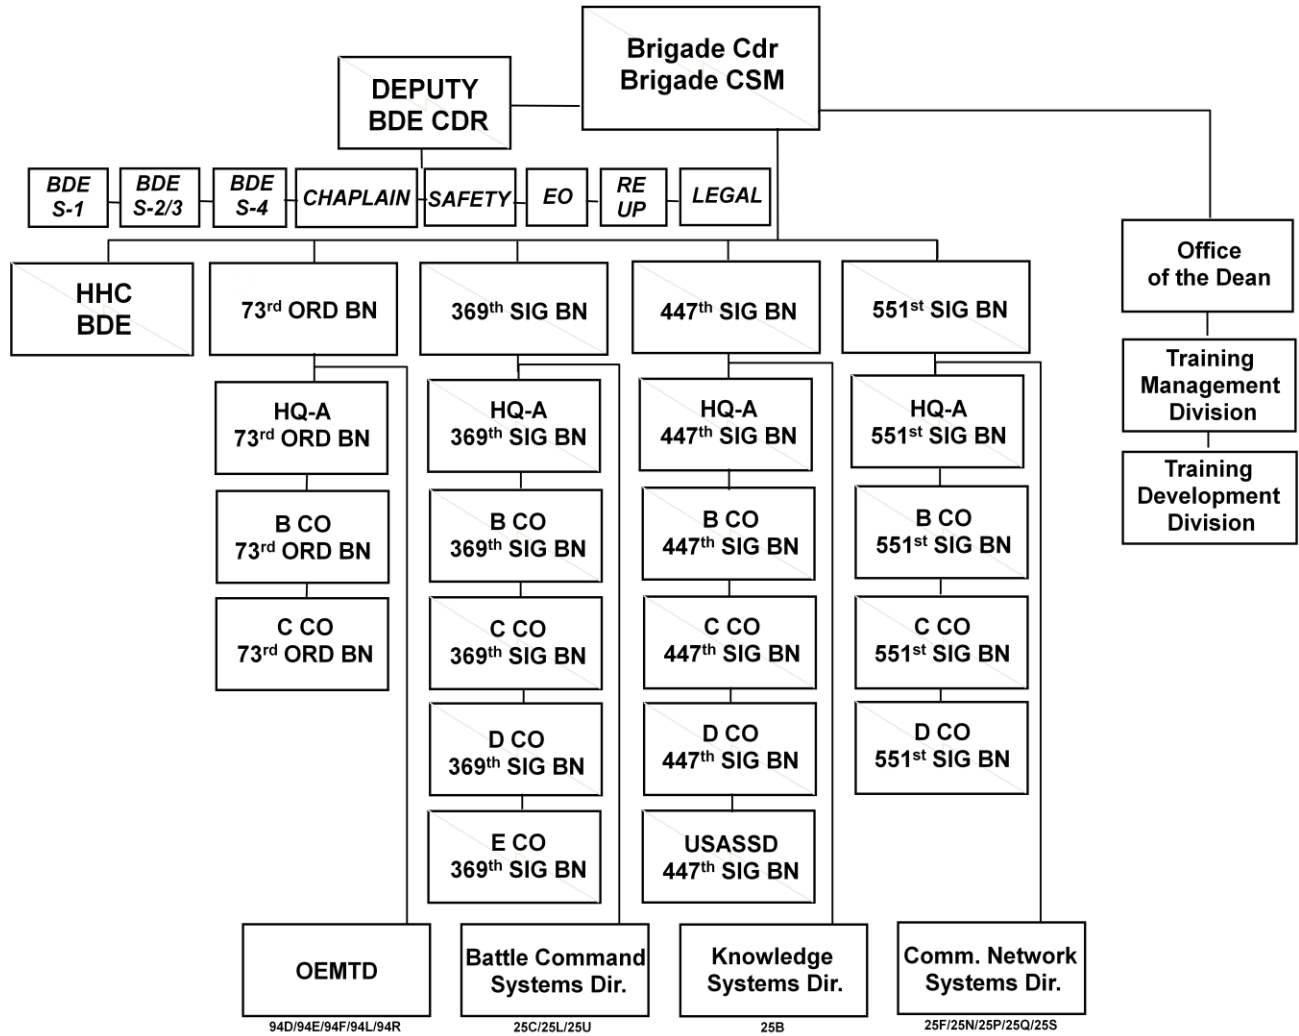 Brigade Cdr
Brigade CSM
DEPUTY
BDE CDR
BDE
S-1
BDE
S-2/3
BDE
S-4
CHAPLAIN
SAFETY
EO
RE
UP
LEGAL
Office
of the Dean
Training
Management
Division
Training
Development
Division
HHC
BDE
73rd ORD BN
369th SIG BN
447th SIG BN
551st SIG BN
HQ-A
73rd ORD BN
B CO
73rd ORD BN
C CO
73rd ORD BN
HQ-A
369th SIG BN
B CO
369th SIG BN
C CO
369th SIG BN
D CO
369th SIG BN
E CO
369th SIG BN
HQ-A
447th SIG BN
B CO
447th SIG BN
C CO
447th SIG BN
D CO
447th SIG BN
USASSD
447th SIG BN
HQ-A
551st SIG BN
B CO
551st SIG BN
C CO
551st SIG BN
D CO
551st SIG BN
OEMTD
94D/94E/94F/94L/94R
Battle Command
Systems Dir.
25C/25L/25U
Knowledge
Systems Dir.
25B
Comm. Network
Systems Dir.
25F/25N/25P/25Q/25S